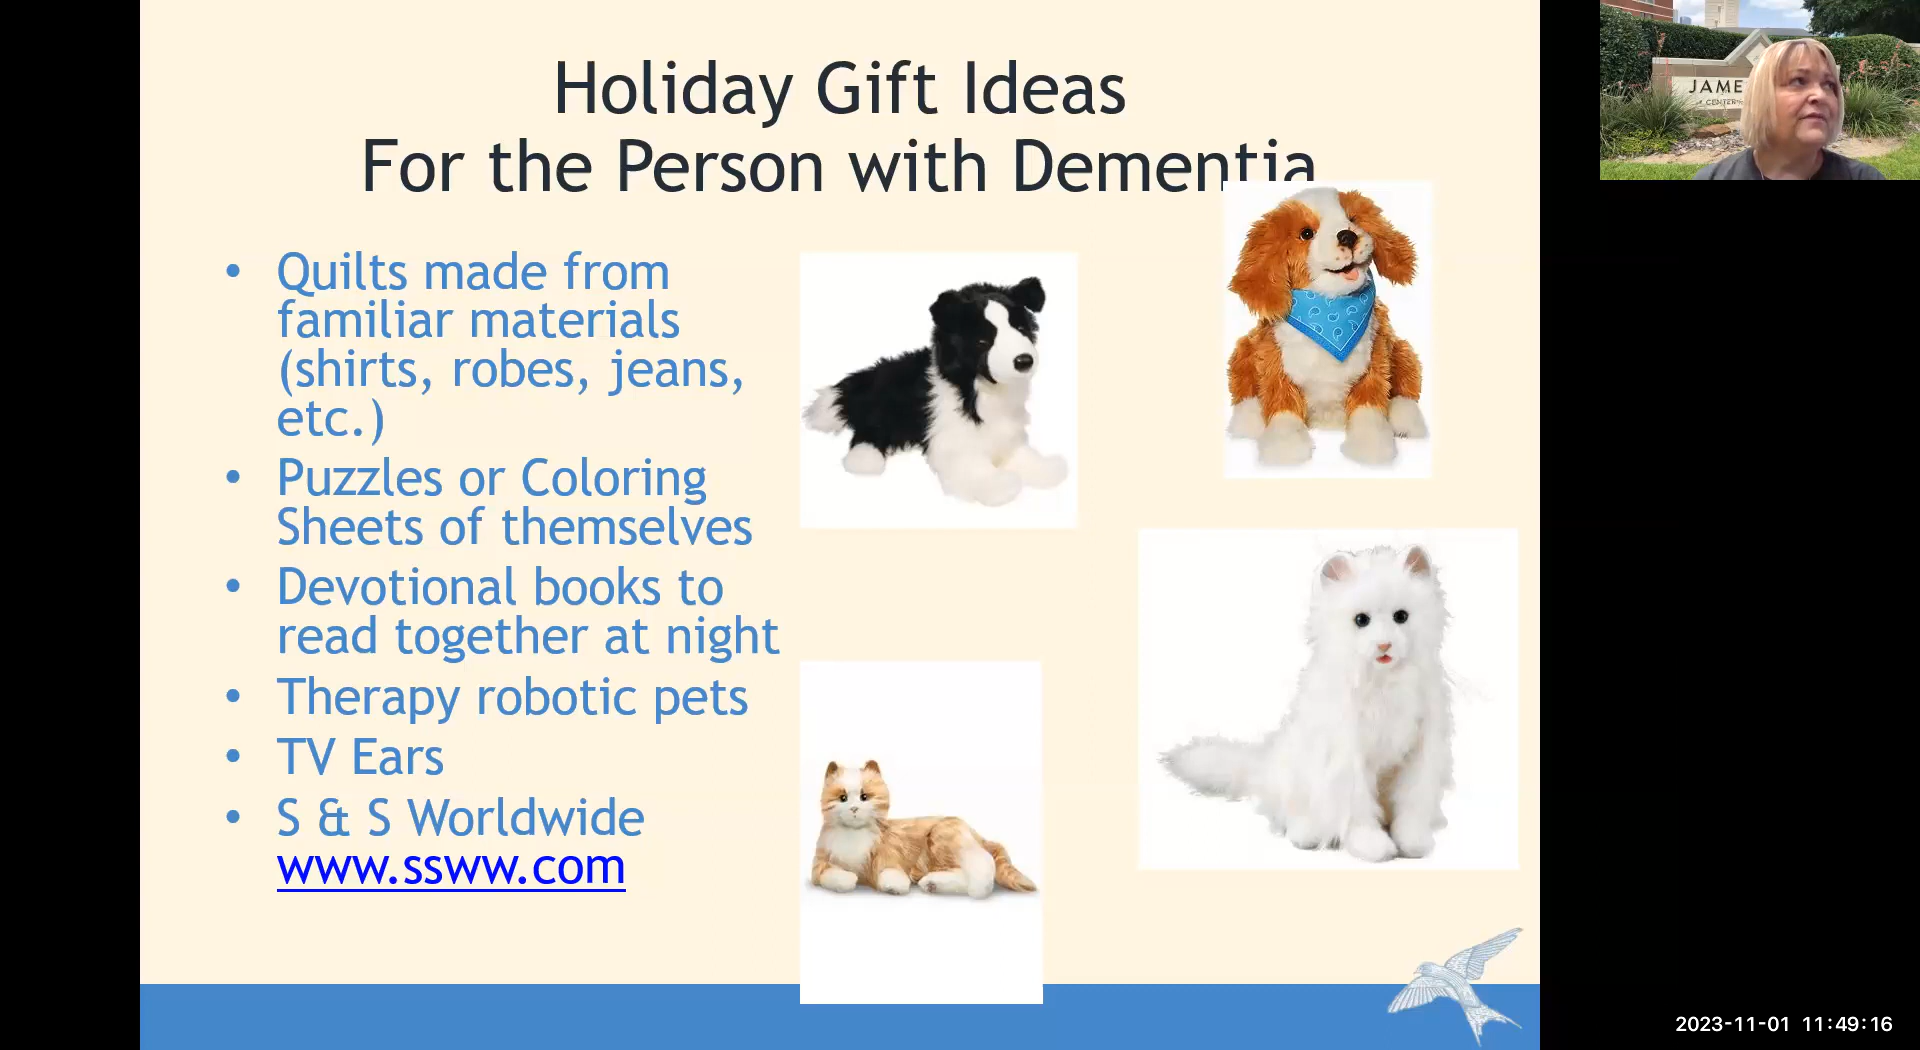 Holiday Gift Ideas
For the Person with Dementia
• Quilts made from
familiar materials
(shirts, robes, jeans,
etc.)
• Puzzles or Coloring
Sheets of themselves
• Devotional books to
read together at night
• Therapy robotic pets
• TV Ears
• S & S Worldwide
www.ssww.com
JAME
CENTER
2023-11-01 11:49:16